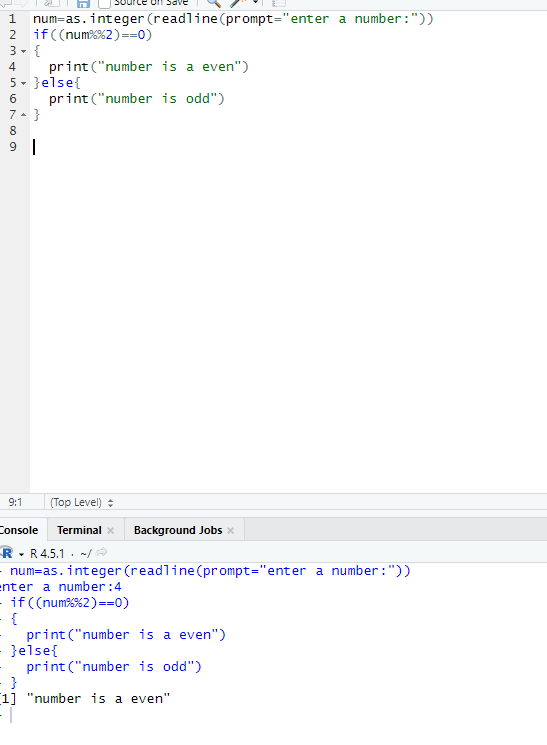 Source on Save
1 num=as.integer(readline(prompt="enter a number:"))
2 if((num%%2)==0)
3 {
4 print("number is a even")
5 }else{
6 print("number is odd")
7 }
8
9
9:1 (Top Level)
Console Terminal Background Jobs
R R 4.5.1 · ~/
num=as.integer(readline(prompt="enter a number:"))
enter a number:4
if((num%%2)==0)
{
print("number is a even")
}else{
print("number is odd")
}
1] "number is a even"